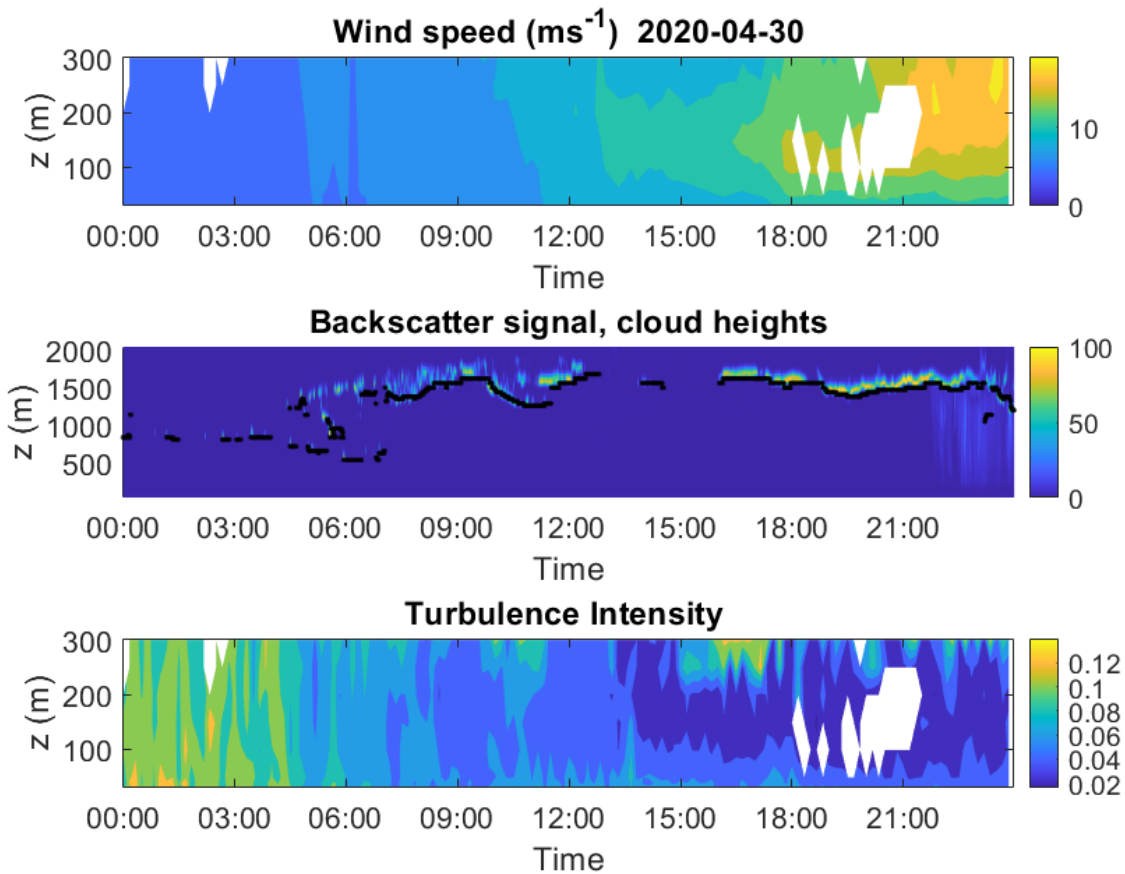 Wind speed (ms-1) 2020-04-30
300
200
100
z (m)
10
0
00:00 03:00 06:00 09:00 12:00 15:00 18:00 21:00
Time
Backscatter signal, cloud heights
2000
1500
1000
500
z (m)
100
50
0
00:00 03:00 06:00 09:00 12:00 15:00 18:00 21:00
Time
Turbulence Intensity
300
200
100
z (m)
0.12
0.1
0.08
0.06
0.04
0.02
00:00 03:00 06:00 09:00 12:00 15:00 18:00 21:00
Time